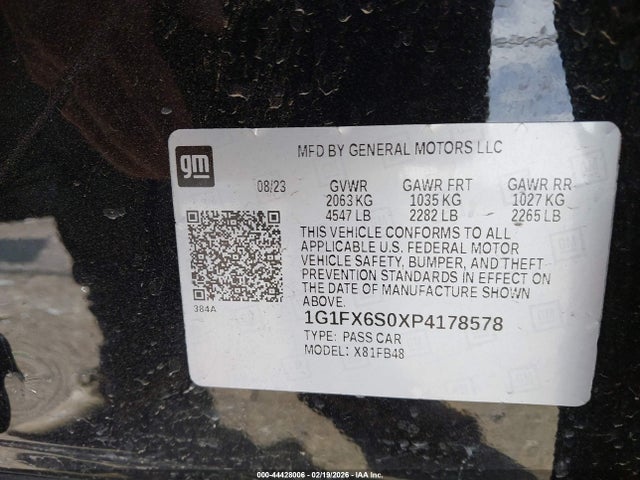 gm
MFD BY GENERAL MOTORS LLC
08/23 GVWR GAWR FRT GAWR RR
2063 KG 1035 KG 1027 KG
4547 LB 2282 LB 2265 LB
THIS VEHICLE CONFORMS TO ALL
APPLICABLE U.S. FEDERAL MOTOR
VEHICLE SAFETY, BUMPER, AND THEFT
PREVENTION STANDARDS IN EFFECT ON
THE DATE OF MANUFACTURE SHOWN
ABOVE.
384A
1G1FX6S0XP4178578
TYPE: PASS CAR
MODEL: X81FB48
000-44428006 - 02/19/2026 - IAA Inc.